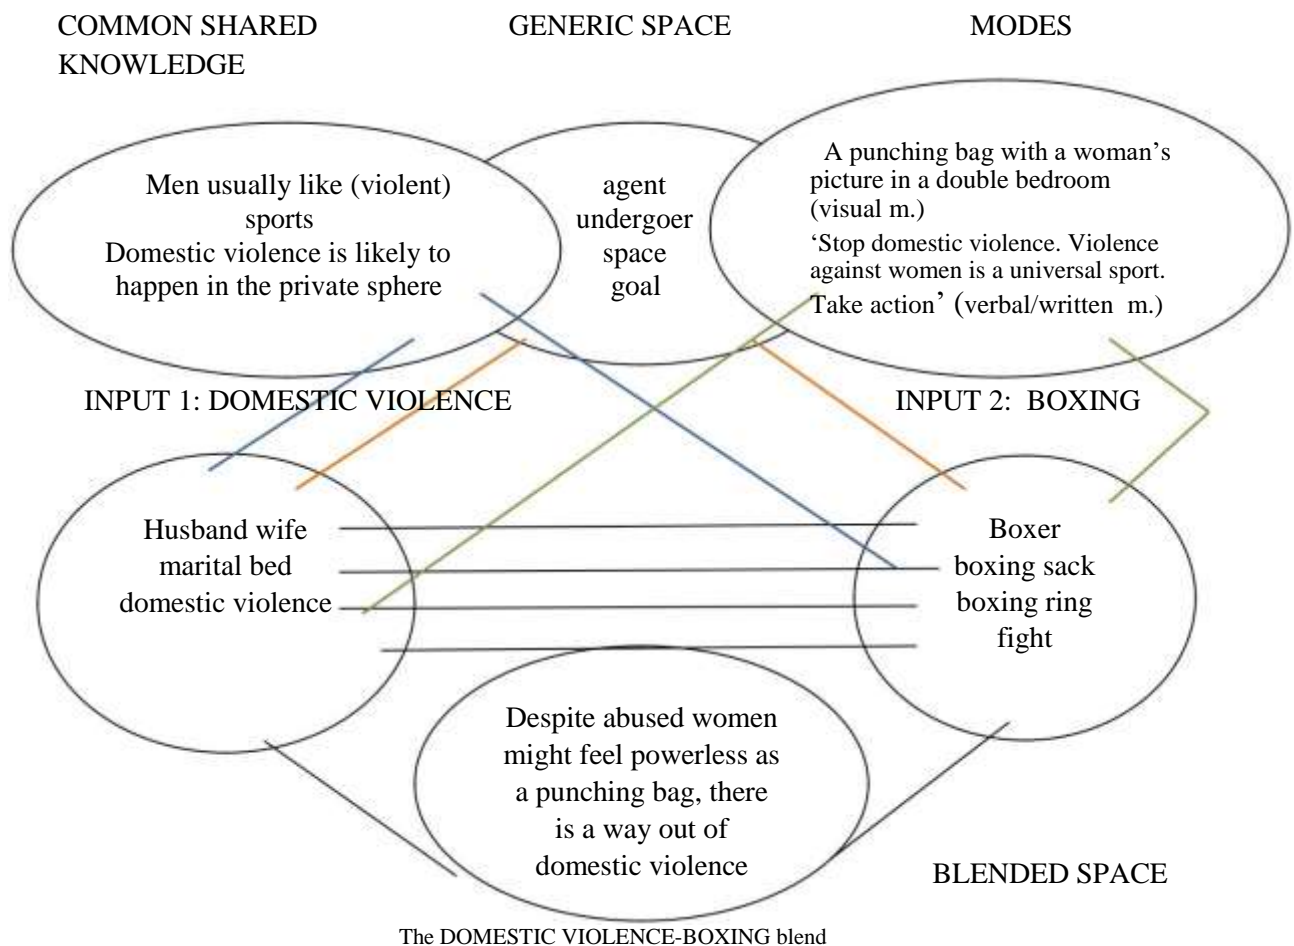 COMMON SHARED
KNOWLEDGE
GENERIC SPACE
MODES
Men usually like (violent)
sports
Domestic violence is likely to
happen in the private sphere
agent
undergoer
space
goal
A punching bag with a woman’s
picture in a double bedroom
(visual m.)
‘Stop domestic violence. Violence
against women is a universal sport.
Take action’ (verbal/written m.)
INPUT 1: DOMESTIC VIOLENCE
INPUT 2: BOXING
Husband wife
marital bed
domestic violence
Boxer
boxing sack
boxing ring
fight
Despite abused women
might feel powerless as
a punching bag, there
is a way out of
domestic violence
BLENDED SPACE
The DOMESTIC VIOLENCE-BOXING blend